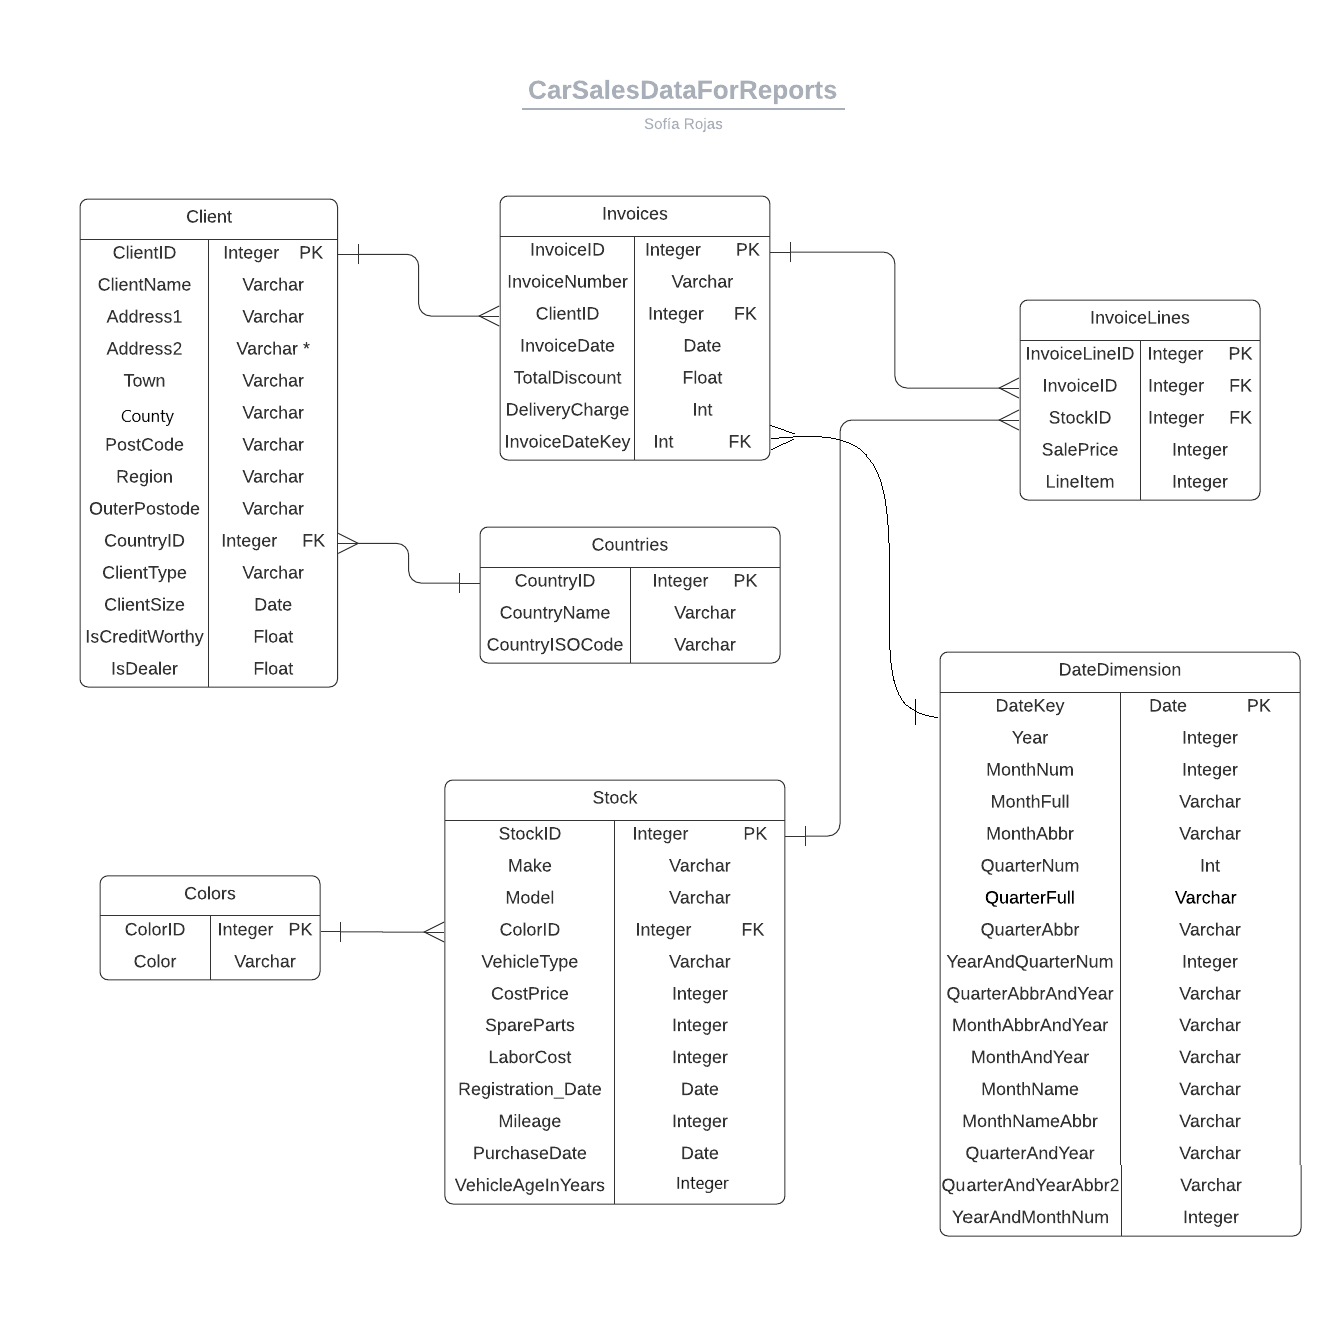 CarSalesDataForReports
Sofía Rojas
Client
ClientID Integer PK
ClientName Varchar
Address1 Varchar
Address2 Varchar *
Town Varchar
County Varchar
PostCode Varchar
Region Varchar
OuterPostode Varchar
CountryID Integer FK
ClientType Varchar
ClientSize Date
IsCreditWorthy Float
IsDealer Float
Invoices
InvoiceID Integer PK
InvoiceNumber Varchar
ClientID Integer FK
InvoiceDate Date
TotalDiscount Float
DeliveryCharge Int
InvoiceDateKey Int FK
InvoiceLines
InvoiceLineID Integer PK
InvoiceID Integer FK
StockID Integer FK
SalePrice Integer
LineItem Integer
Countries
CountryID Integer PK
CountryName Varchar
CountryISOCode Varchar
DateDimension
DateKey Date PK
Year Integer
MonthNum Integer
MonthFull Varchar
MonthAbbr Varchar
QuarterNum Int
QuarterFull Varchar
QuarterAbbr Varchar
YearAndQuarterNum Integer
QuarterAbbrAndYear Varchar
MonthAbbrAndYear Varchar
MonthAndYear Varchar
MonthName Varchar
MonthNameAbbr Varchar
QuarterAndYear Varchar
QuarterAndYearAbbr2 Varchar
YearAndMonthNum Integer
Stock
StockID Integer PK
Make Varchar
Model Varchar
ColorID Integer FK
VehicleType Varchar
CostPrice Integer
SpareParts Integer
LaborCost Integer
Registration_Date Date
Mileage Integer
PurchaseDate Date
VehicleAgeInYears Integer
Colors
ColorID Integer PK
Color Varchar